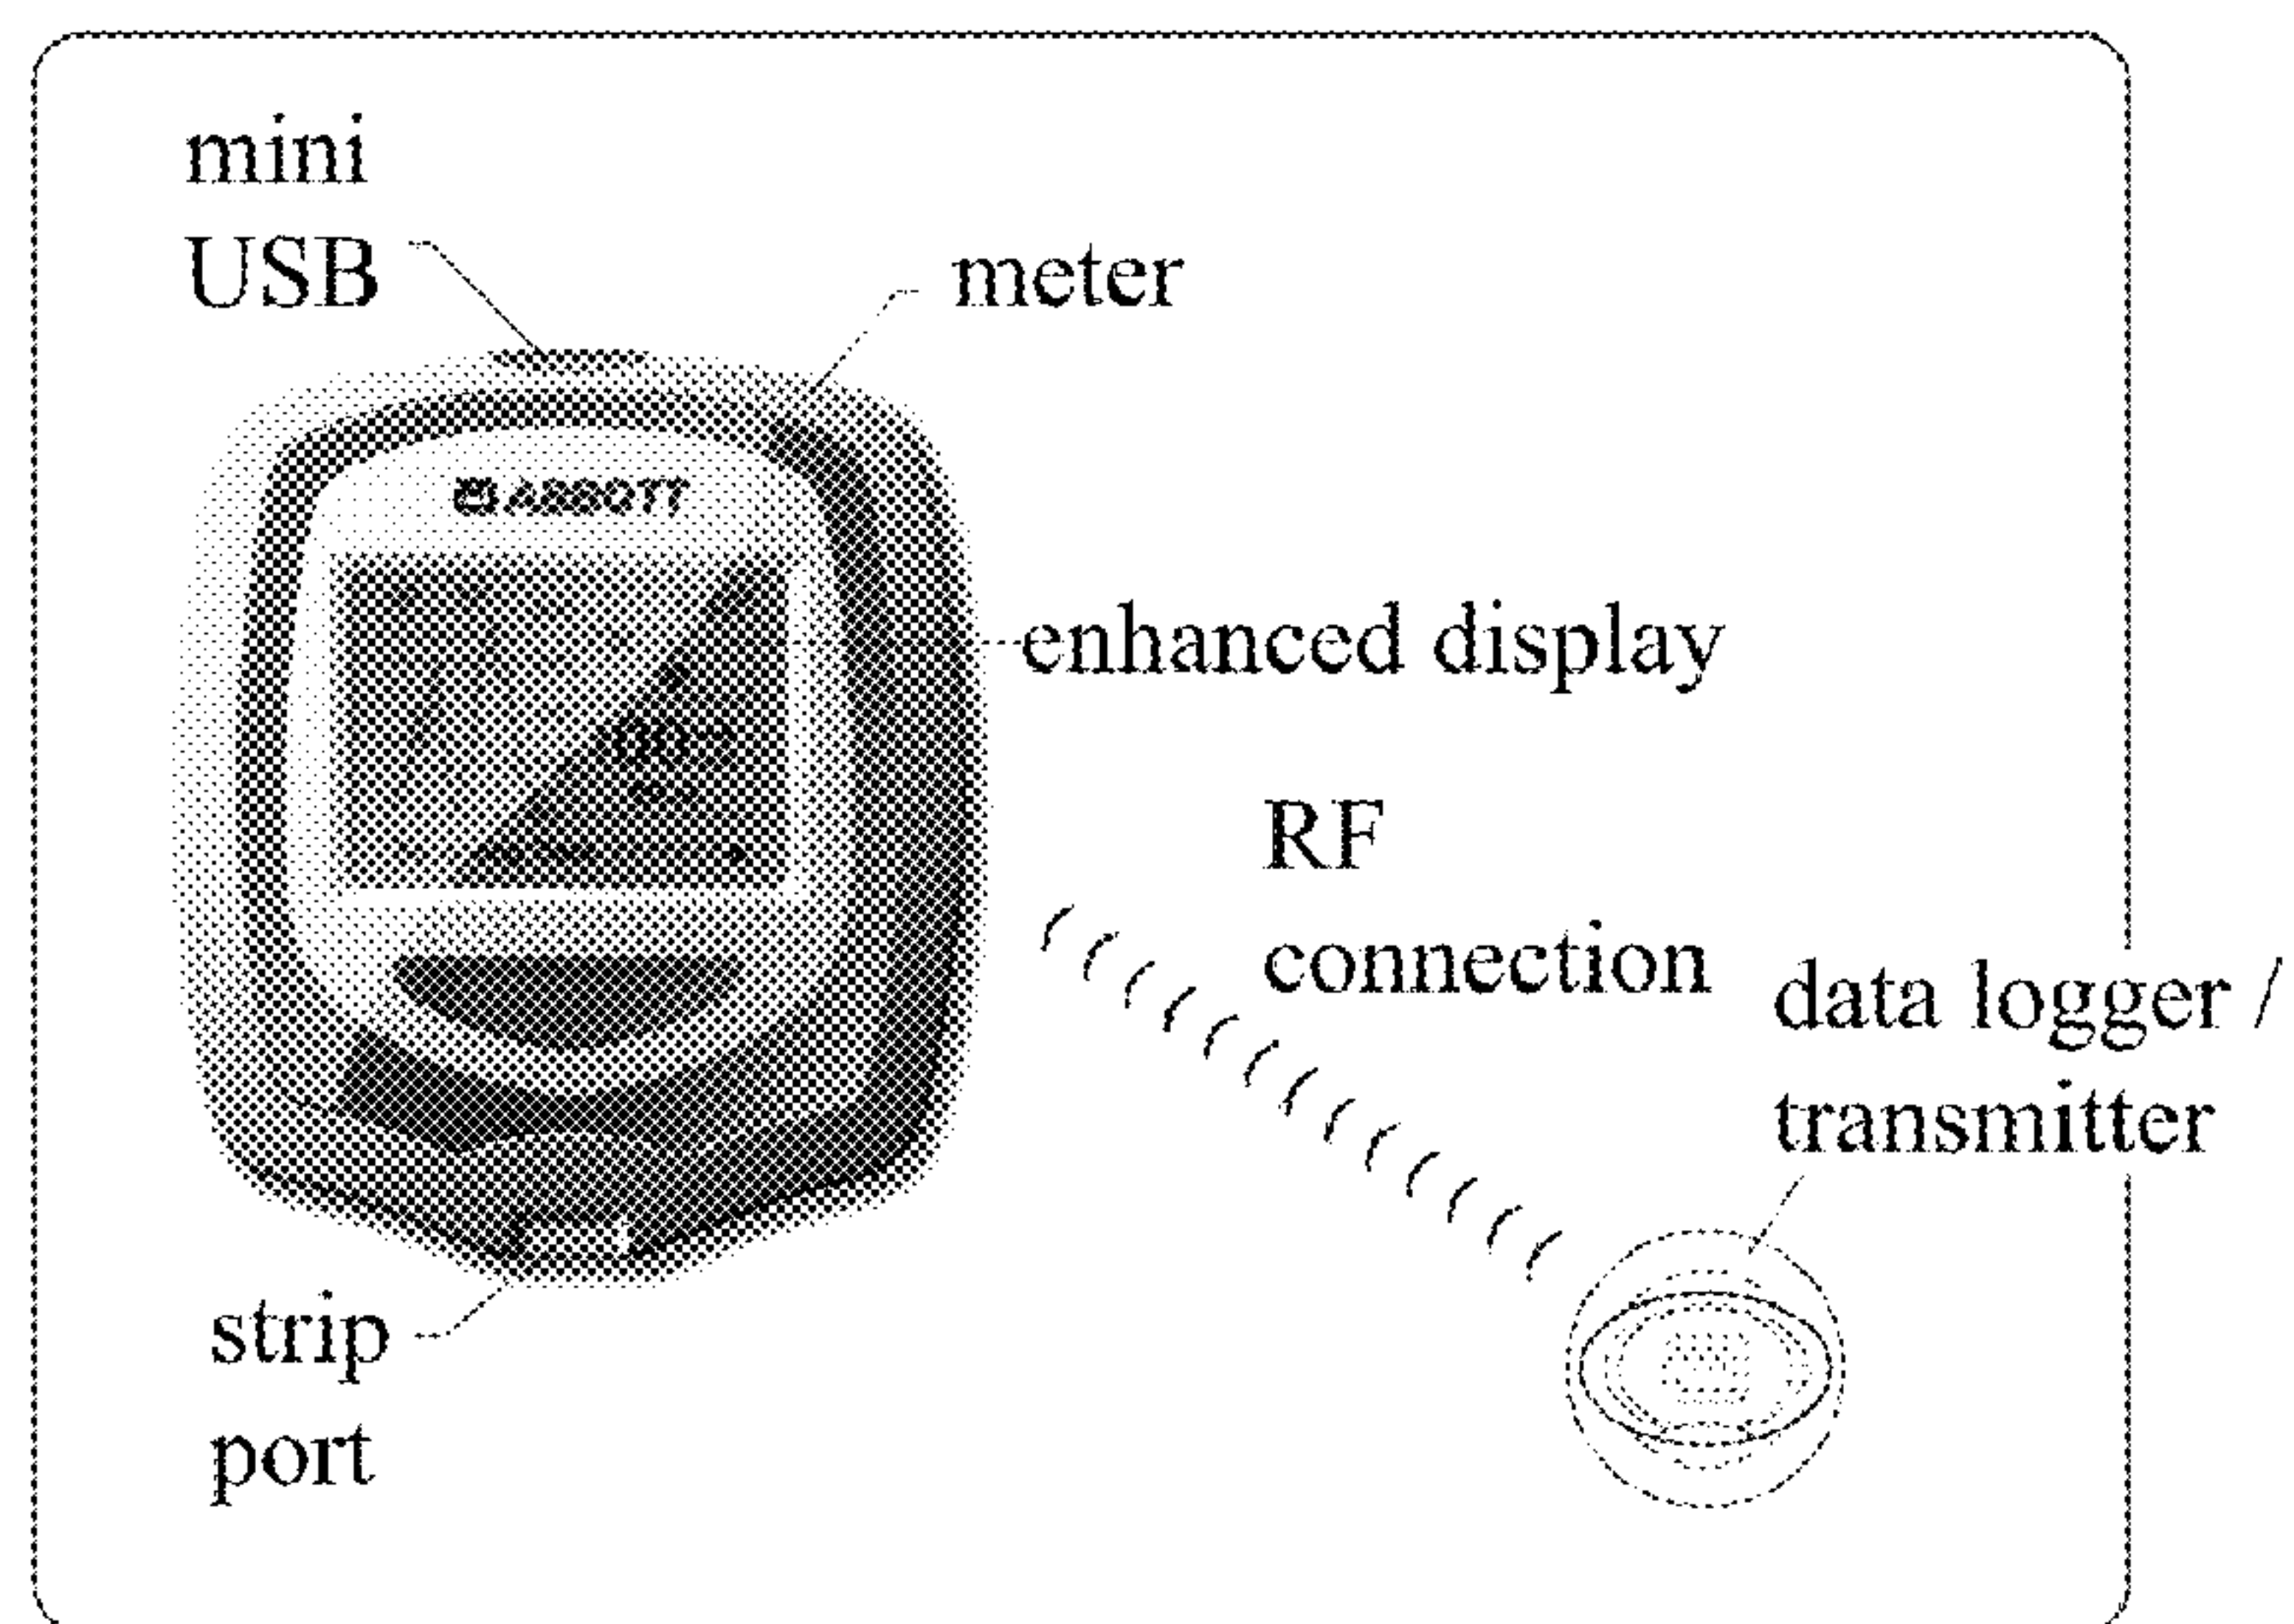 mini
USB
meter
ABBOTT
enhanced display
RF
connection
data logger /
transmitter
strip
port